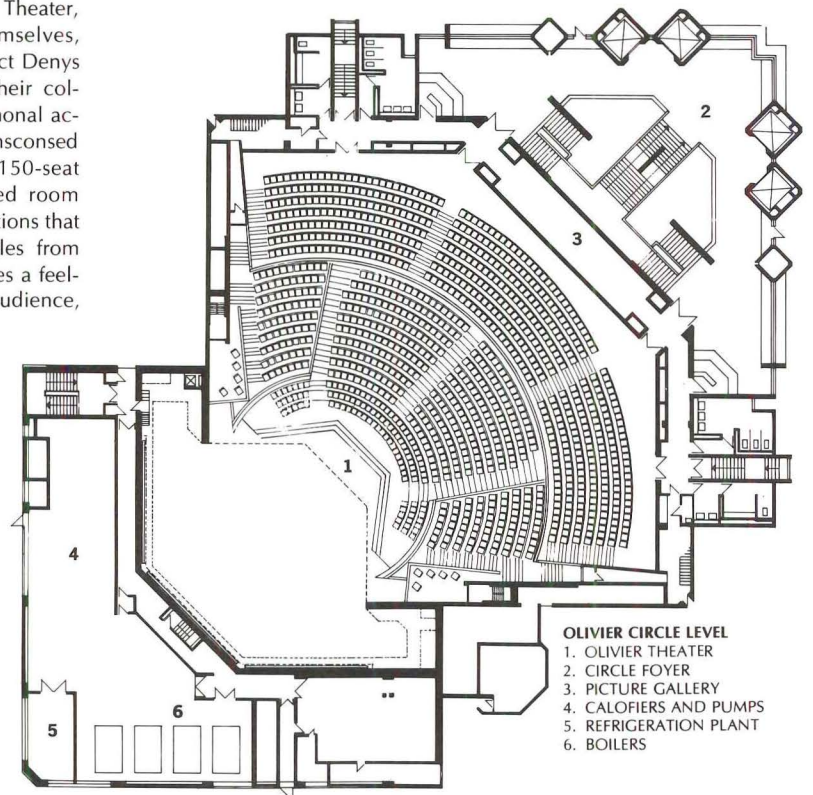 Theater,
mselves,
ct Denys
heir col-
nonal ac-
nsconsed
150-seat
ed room
tions that
les from
es a feel-
udience,
1
2
3
4
5
6
OLIVIER CIRCLE LEVEL
1. OLIVIER THEATER
2. CIRCLE FOYER
3. PICTURE GALLERY
4. CALOFIERS AND PUMPS
5. REFRIGERATION PLANT
6. BOILERS